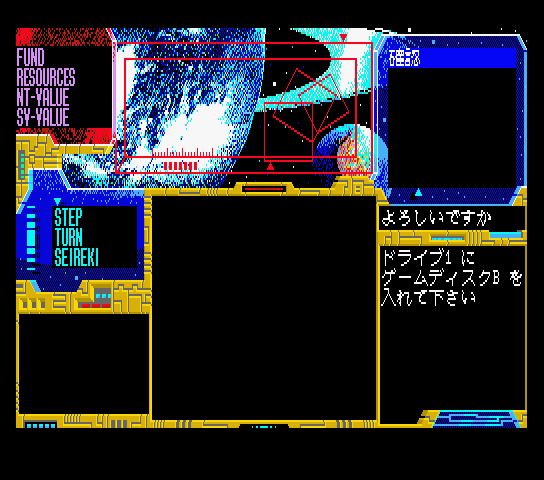 FUND
RESOURCES
NT-VALUE
SY-VALUE
確認
STEP
TURN
SEIREKI
よろしいですか
ドライブ1 に
ゲームディスクB を
入れて下さい